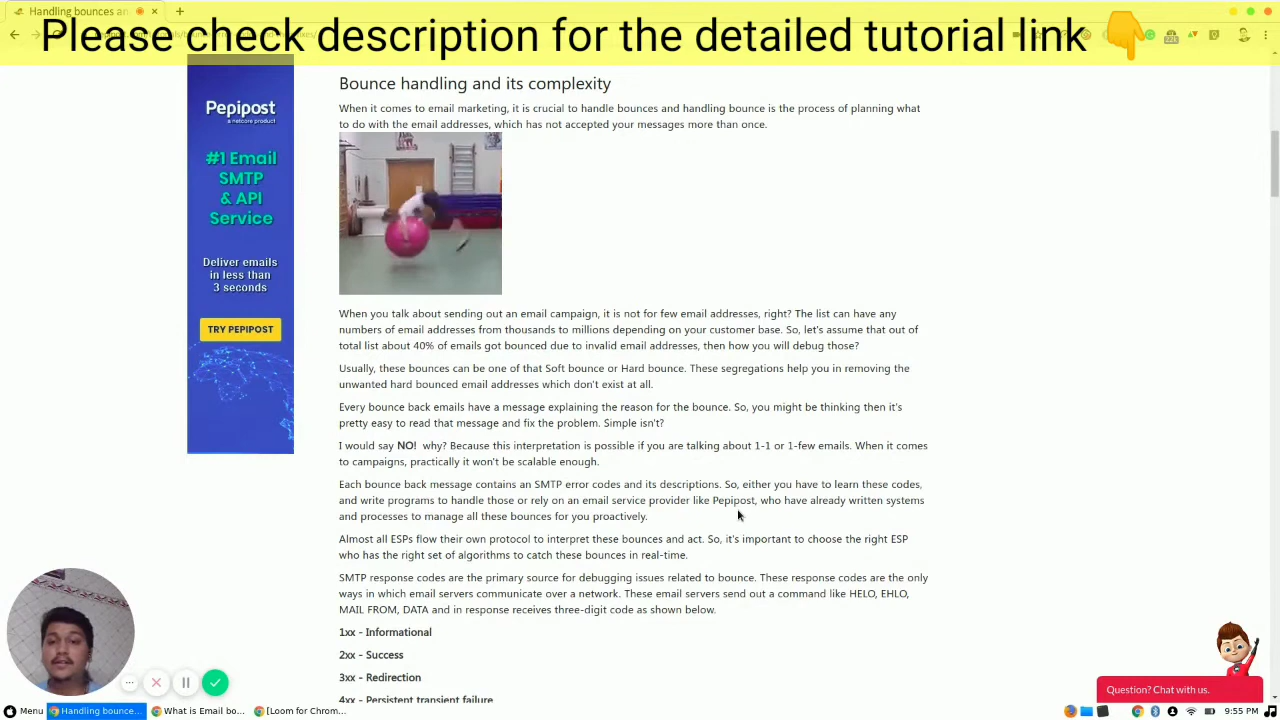 Handling bounces an
Please check description for the detailed tutorial link
Pepipost
a netcore product
#1 Email
SMTP
& API
Service
Deliver emails
in less than
3 seconds
TRY PEPIPOST
Bounce handling and its complexity
When it comes to email marketing, it is crucial to handle bounces and handling bounce is the process of planning what
to do with the email addresses, which has not accepted your messages more than once.
When you talk about sending out an email campaign, it is not for few email addresses, right? The list can have any
numbers of email addresses from thousands to millions depending on your customer base. So, let's assume that out of
total list about 40% of emails got bounced due to invalid email addresses, then how you will debug those?
Usually, these bounces can be one of that Soft bounce or Hard bounce. These segregations help you in removing the
unwanted hard bounced email addresses which don't exist at all.
Every bounce back emails have a message explaining the reason for the bounce. So, you might be thinking then it's
pretty easy to read that message and fix the problem. Simple isn't?
I would say NO! why? Because this interpretation is possible if you are talking about 1-1 or 1-few emails. When it comes
to campaigns, practically it won't be scalable enough.
Each bounce back message contains an SMTP error codes and its descriptions. So, either you have to learn these codes,
and write programs to handle those or rely on an email service provider like Pepipost, who have already written systems
and processes to manage all these bounces for you proactively.
Almost all ESPs flow their own protocol to interpret these bounces and act. So, it's important to choose the right ESP
who has the right set of algorithms to catch these bounces in real-time.
SMTP response codes are the primary source for debugging issues related to bounce. These response codes are the only
ways in which email servers communicate over a network. These email servers send out a command like HELO, EHLO,
MAIL FROM, DATA and in response receives three-digit code as shown below.
1xx - Informational
2xx - Success
3xx - Redirection
4xx - Persistent transient failure
Question? Chat with us.
Menu
Handling bounce...
What is Email bo...
[Loom for Chrom...
9:55 PM